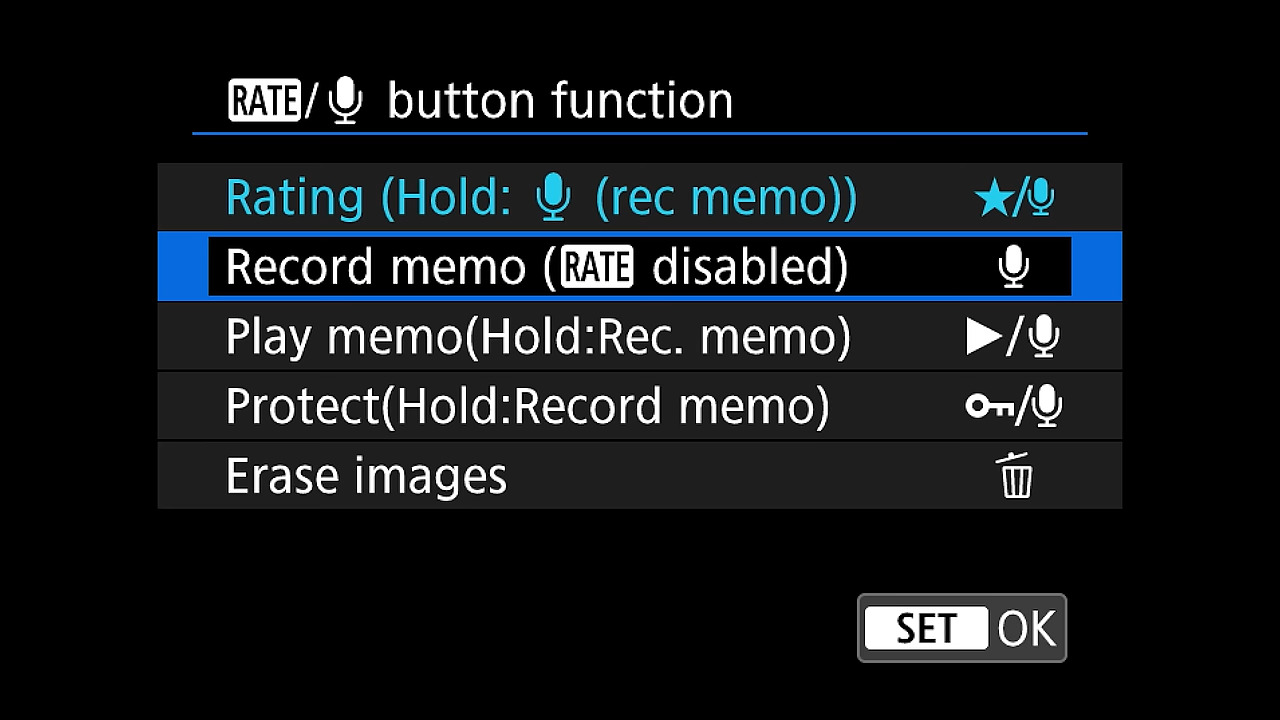 RATE/ button function
Rating (Hold: (rec memo))
Record memo (RATE disabled)
Play memo(Hold:Rec. memo)
Protect(Hold:Record memo)
Erase images
SET OK